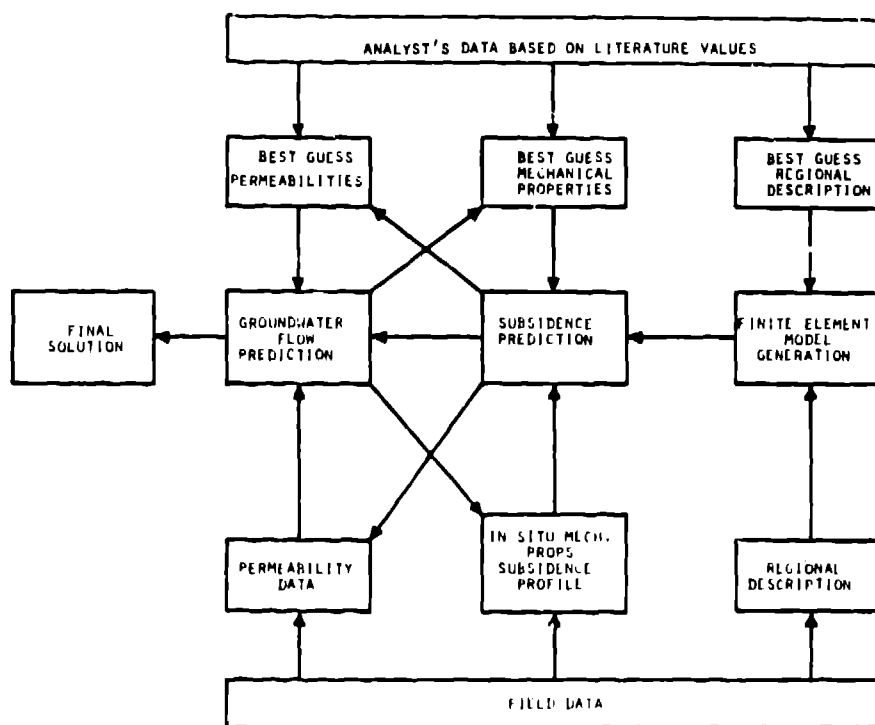 ANALYST'S DATA BASED ON LITERATURE VALUES
BEST GUESS
PERMEABILITIES
BEST GUESS
MECHANICAL
PROPERTIES
BEST GUESS
REGIONAL
DESCRIPTION
FINAL
SOLUTION
GROUNDWATER
FLOW
PREDICTION
SUBSIDENCE
PREDICTION
FINITE ELEMENT
MODEL
GENERATION
PERMEABILITY
DATA
IN SITU MECH.
PROPS
SUBSIDENCE
PROFILE
REGIONAL
DESCRIPTION
FIELD DATA